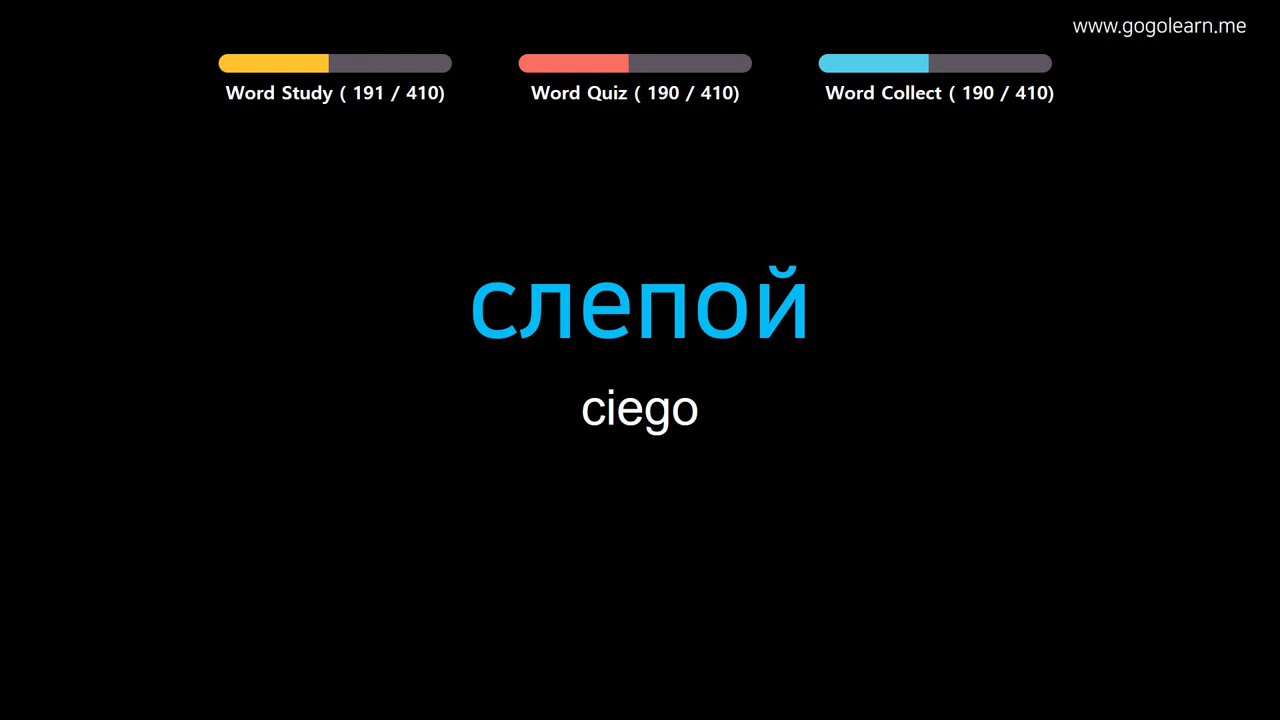 www.gogolearn.me
Word Study ( 191 / 410)
Word Quiz ( 190 / 410)
Word Collect ( 190 / 410)
слепой
ciego